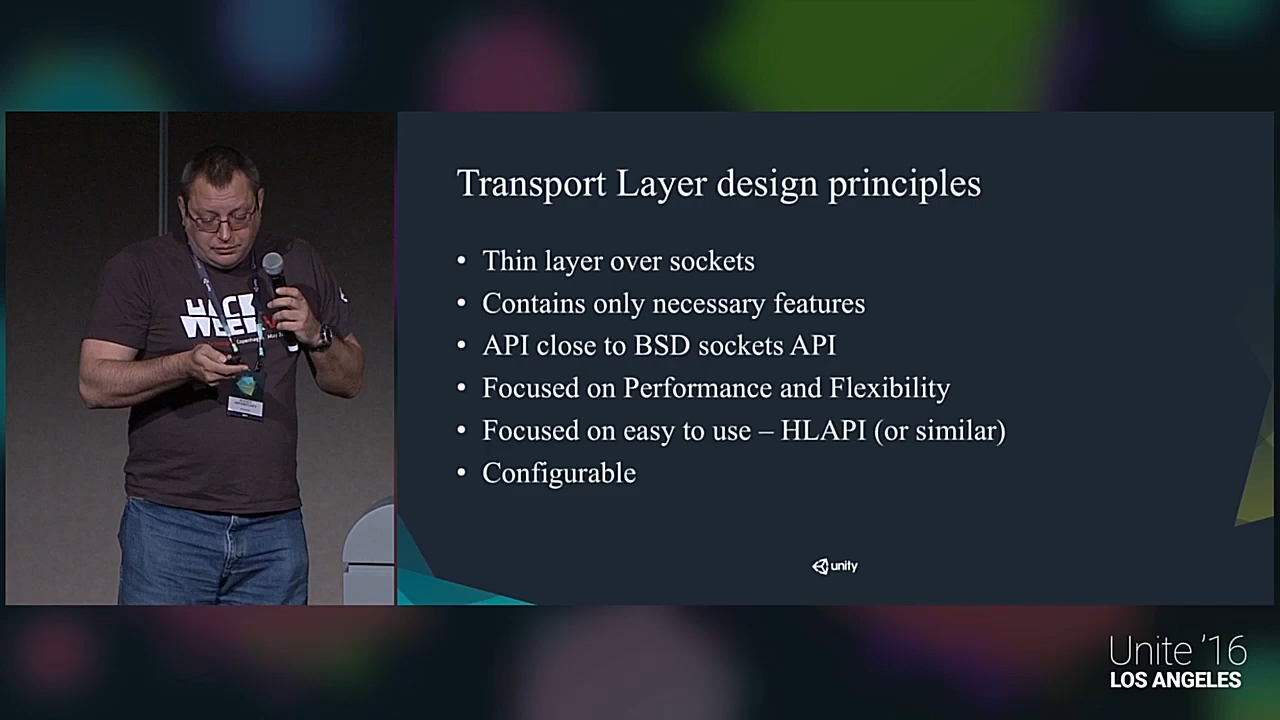 HACK
WEEK
Transport Layer design principles
• Thin layer over sockets
• Contains only necessary features
• API close to BSD sockets API
• Focused on Performance and Flexibility
• Focused on easy to use – HLAPI (or similar)
• Configurable
unity
Unite '16
LOS ANGELES